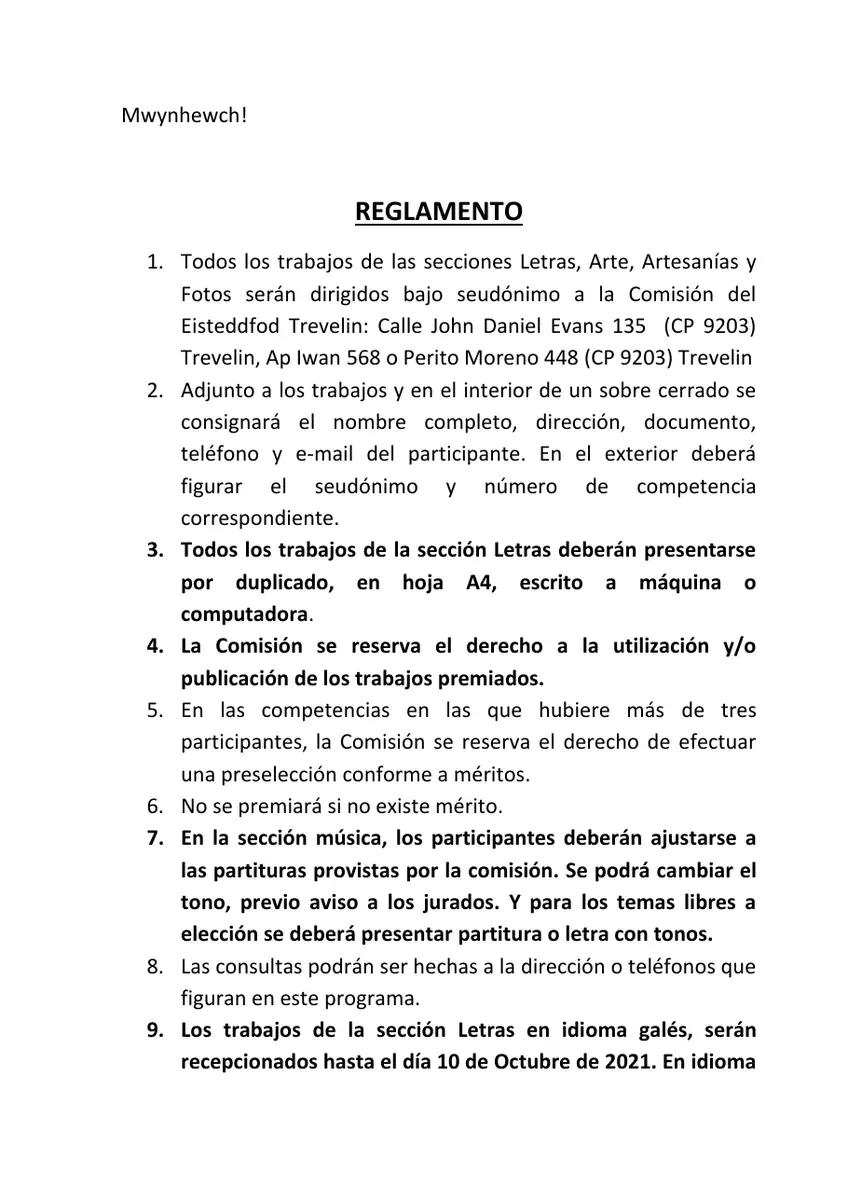 Mwynhewch!
REGLAMENTO
1. Todos los trabajos de las secciones Letras, Arte, Artesanías y
Fotos serán dirigidos bajo seudónimo a la Comisión del
Eisteddfod Trevelin: Calle John Daniel Evans 135 (CP 9203)
Trevelin, Ap Iwan 568 o Perito Moreno 448 (CP 9203) Trevelin
2. Adjunto a los trabajos y en el interior de un sobre cerrado se
consignará el nombre completo, dirección, documento,
teléfono y e-mail del participante. En el exterior deberá
figurar el seudónimo y número de competencia
correspondiente.
3. Todos los trabajos de la sección Letras deberán presentarse
por duplicado, en hoja A4, escrito a máquina o
computadora.
4. La Comisión se reserva el derecho a la utilización y/o
publicación de los trabajos premiados.
5. En las competencias en las que hubiere más de tres
participantes, la Comisión se reserva el derecho de efectuar
una preselección conforme a méritos.
6. No se premiará si no existe mérito.
7. En la sección música, los participantes deberán ajustarse a
las partituras provistas por la comisión. Se podrá cambiar el
tono, previo aviso a los jurados. Y para los temas libres a
elección se deberá presentar partitura o letra con tonos.
8. Las consultas podrán ser hechas a la dirección o teléfonos que
figuran en este programa.
9. Los trabajos de la sección Letras en idioma galés, serán
recepcionados hasta el día 10 de Octubre de 2021. En idioma